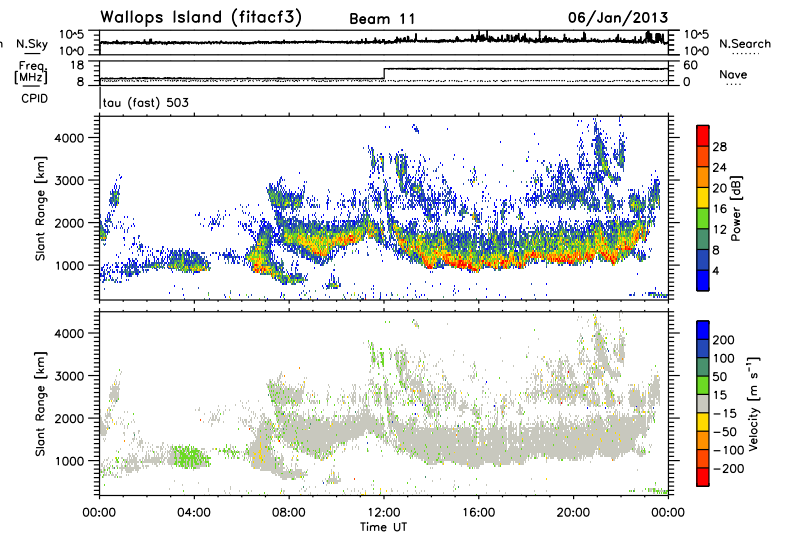 Wallops Island (fitacf3) Beam 11 06/Jan/2013
n N.Sky 10^5 10^5 N.Search
10^0 10^0
Freq. 18 60 Nave
[MHz] 8 0
CPID tau (fast) 503
Slant Range [km]
4000
3000
2000
1000
28
24
20
16
12
8
4
Power [dB]
Slant Range [km]
4000
3000
2000
1000
200
100
50
15
-15
-50
-100
-200
Velocity [m s⁻¹]
00:00 04:00 08:00 12:00 16:00 20:00 00:00
Time UT